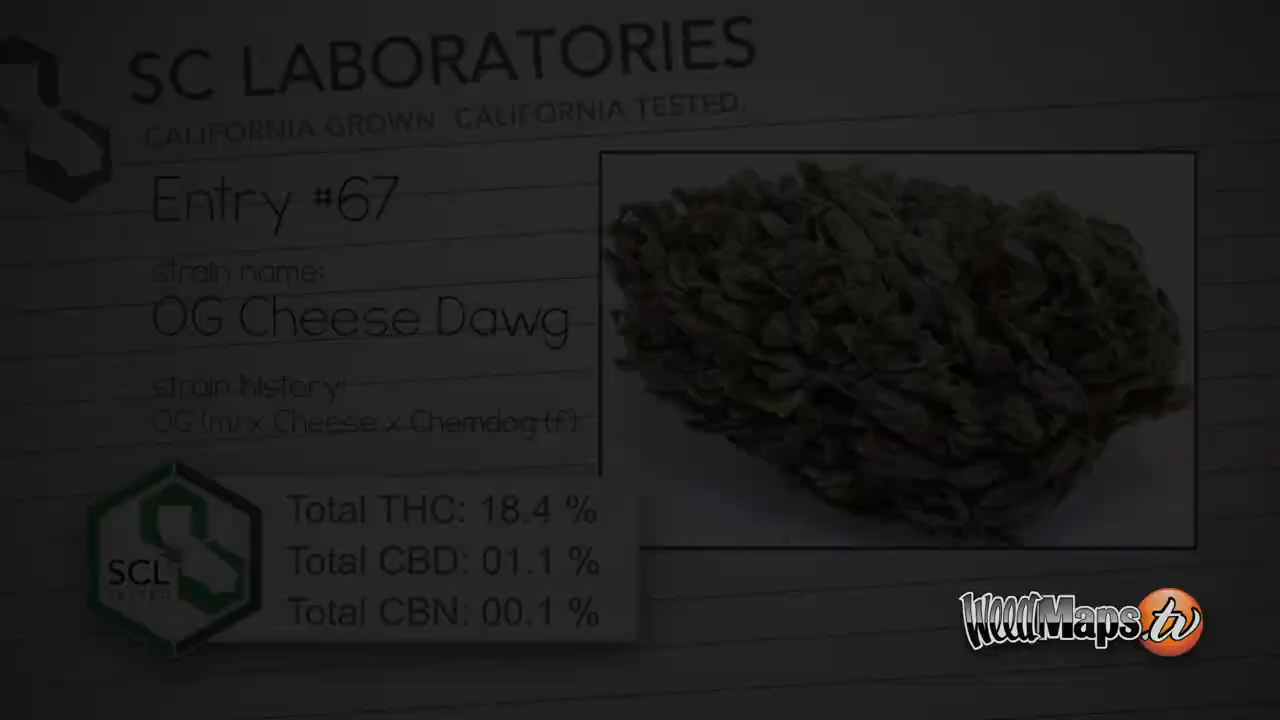 SC LABORATORIES
CALIFORNIA GROWN. CALIFORNIA TESTED.
Entry #67
strain name:
OG Cheese Dawg
strain history:
OG (m) x Cheese x Chemdog (f)
Total THC: 18.4 %
Total CBD: 01.1 %
Total CBN: 00.1 %
SCL
TESTED
WeedMaps.tv